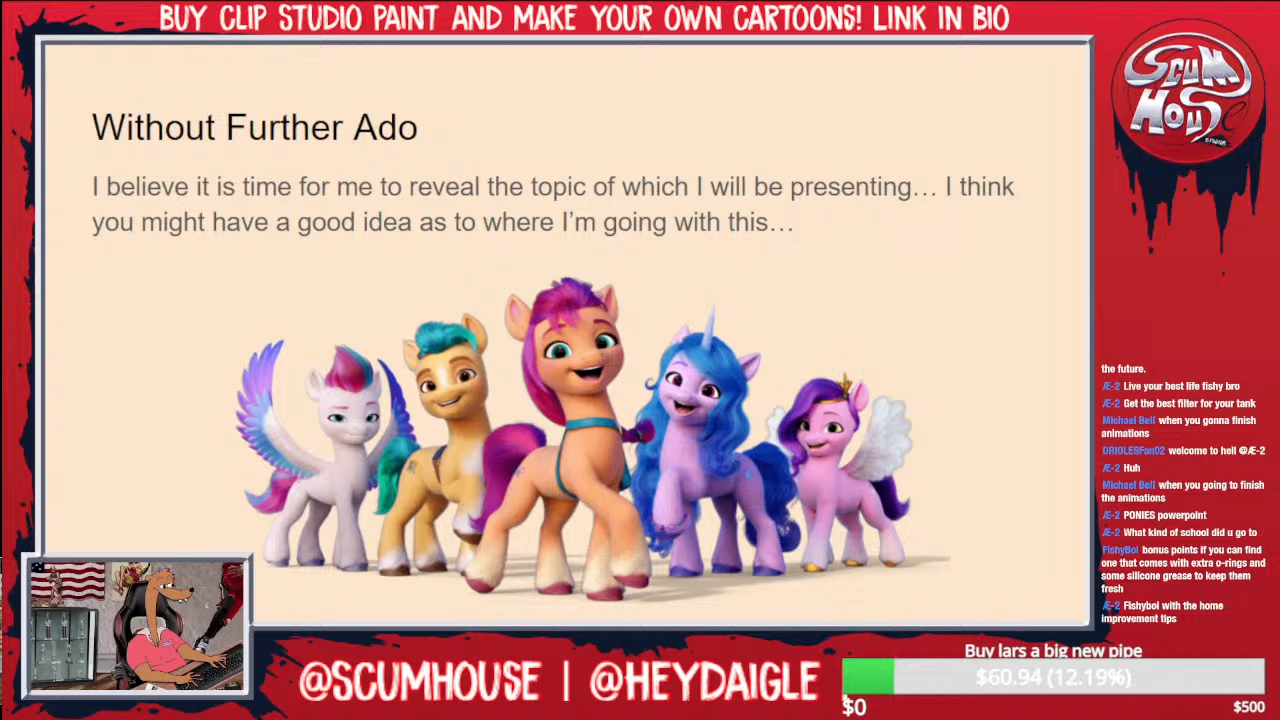 BUY CLIP STUDIO PAINT AND MAKE YOUR OWN CARTOONS! LINK IN BIO
SCUM
HOUSE
STUDIOS
Without Further Ado
I believe it is time for me to reveal the topic of which I will be presenting… I think
you might have a good idea as to where I’m going with this…
the future.
Æ-2 Live your best life fishy bro
Æ-2 Get the best filter for your tank
Michael Bell when you gonna finish
animations
ORIOLESFan02 welcome to hell @Æ-2
Æ-2 Huh
Michael Bell when you going to finish
the animations
Æ-2 PONIES powerpoint
Æ-2 What kind of school did u go to
FishyBoi bonus points if you can find
one that comes with extra o-rings and
some silicone grease to keep them
fresh
Æ-2 Fishyboi with the home
improvement tips
@SCUMHOUSE | @HEYDAIGLE
Buy lars a big new pipe
$60.94 (12.19%)
$0
$500